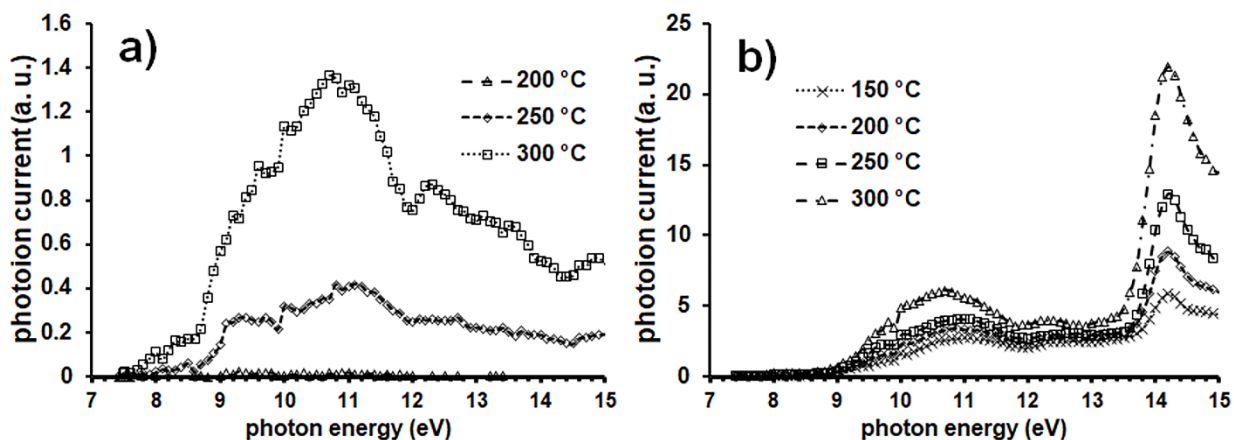 a)
photoion current (a. u.)
1.6
1.4
1.2
1
0.8
0.6
0.4
0.2
0
7 8 9 10 11 12 13 14 15
photon energy (eV)
200 °C
250 °C
300 °C
b)
photoion current (a. u.)
25
20
15
10
5
0
7 8 9 10 11 12 13 14 15
photon energy (eV)
150 °C
200 °C
250 °C
300 °C